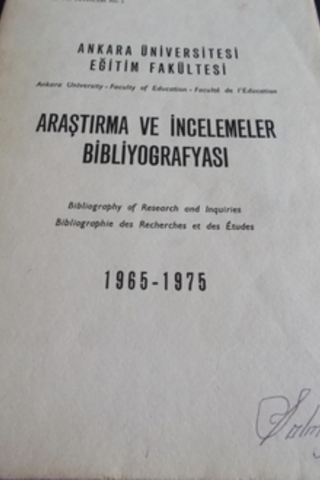 ANKARA ÜNİVERSİTESİ
EĞİTİM FAKÜLTESİ
Ankara University - Faculty of Education - Faculté de l'Education
ARAŞTIRMA VE İNCELEMELER
BİBLİYOGRAFYASI
Bibliography of Research and Inquiries
Bibliographie des Recherches et des Études
1965-1975